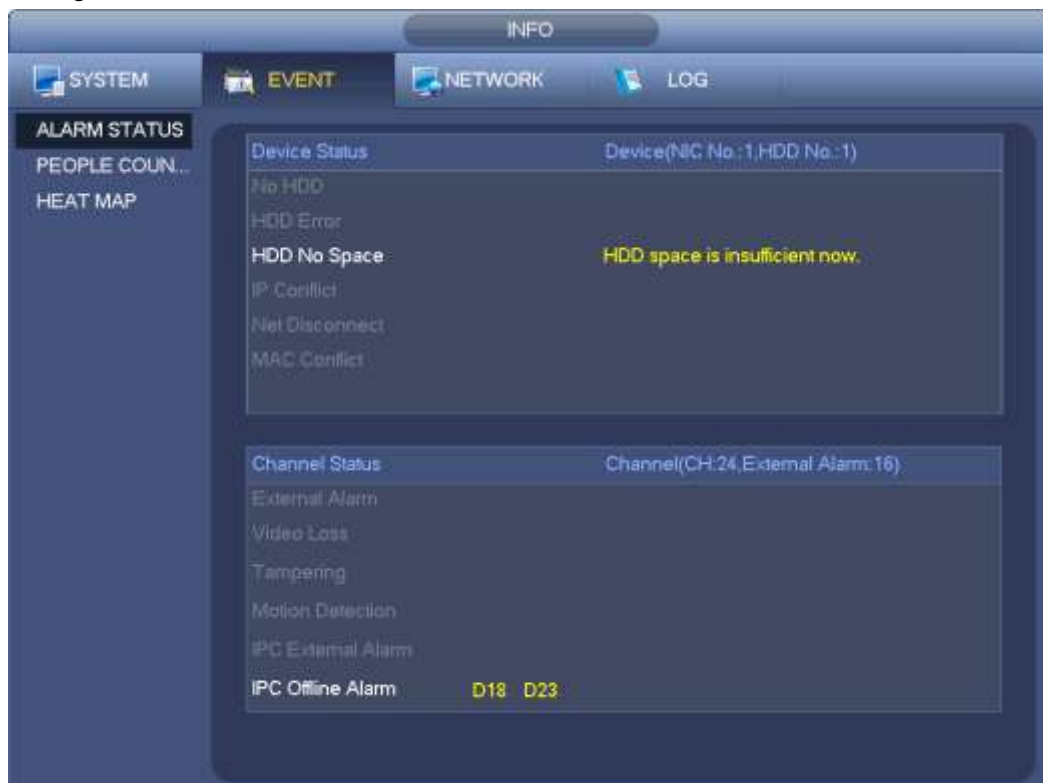 INFO
SYSTEM EVENT NETWORK LOG
ALARM STATUS
PEOPLE COUN...
HEAT MAP
Device Status Device(NIC No.:1,HDD No.:1)
No HDD
HDD Error
HDD No Space HDD space is insufficient now.
IP Conflict
Net Disconnect
MAC Conflict
Channel Status Channel(CH:24,External Alarm:16)
External Alarm
Video Loss
Tampering
Motion Detection
IPC External Alarm
IPC Offline Alarm D18 D23